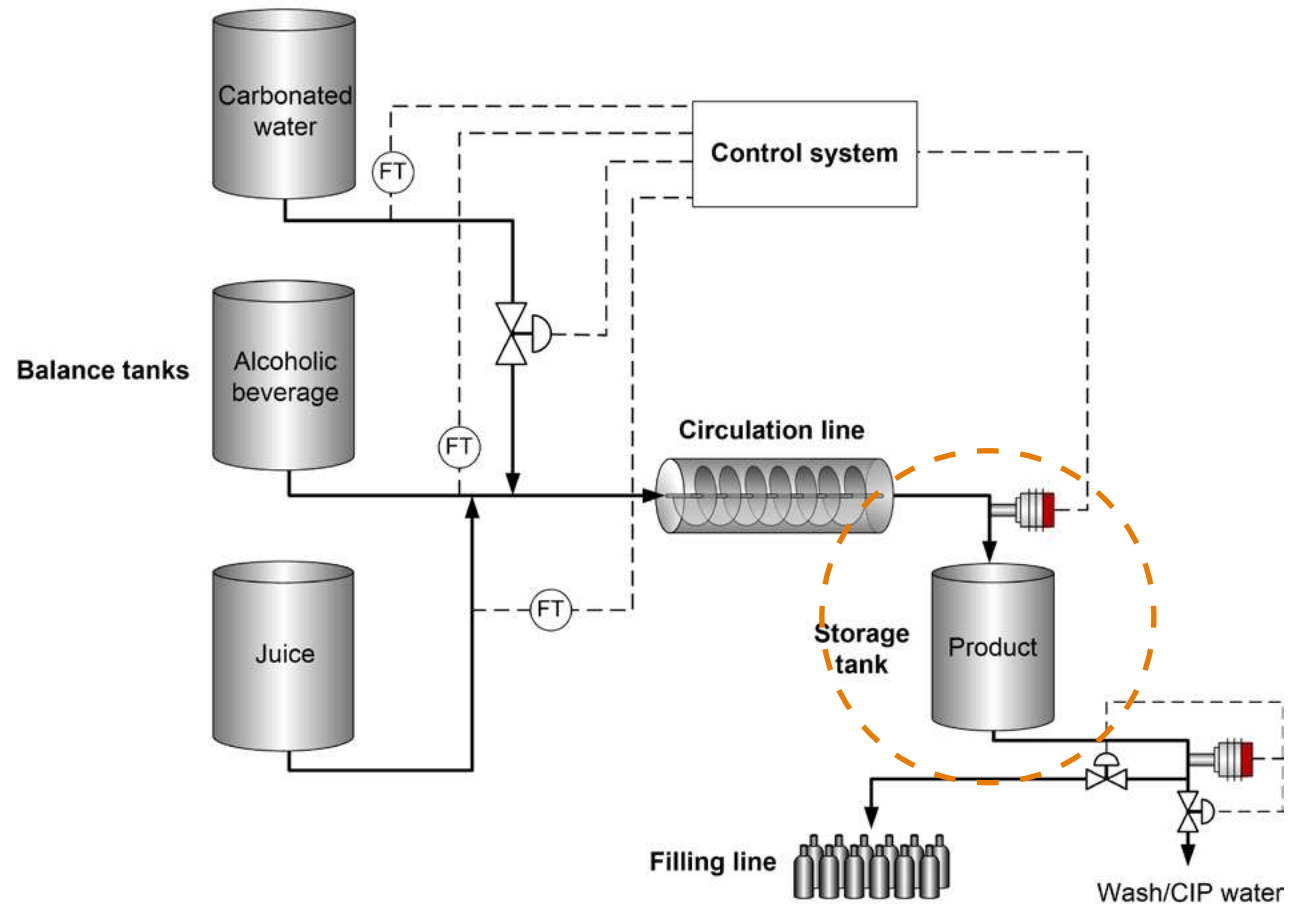 Carbonated
water
FT
Control system
Balance tanks
Alcoholic
beverage
FT
Circulation line
Juice
FT
Storage
tank
Product
Filling line
Wash/CIP water